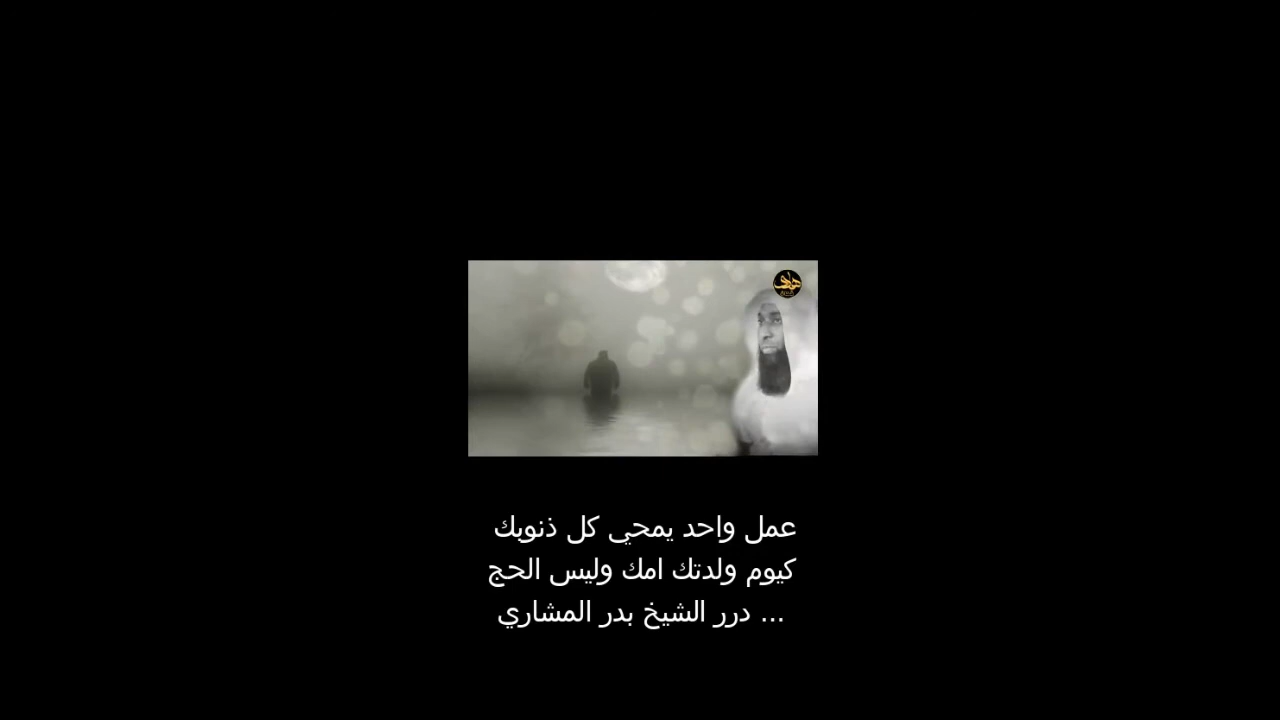 عمل واحد يمحي كل ذنوبك
كيوم ولدتك امك وليس الحج
... درر الشيخ بدر المشاري